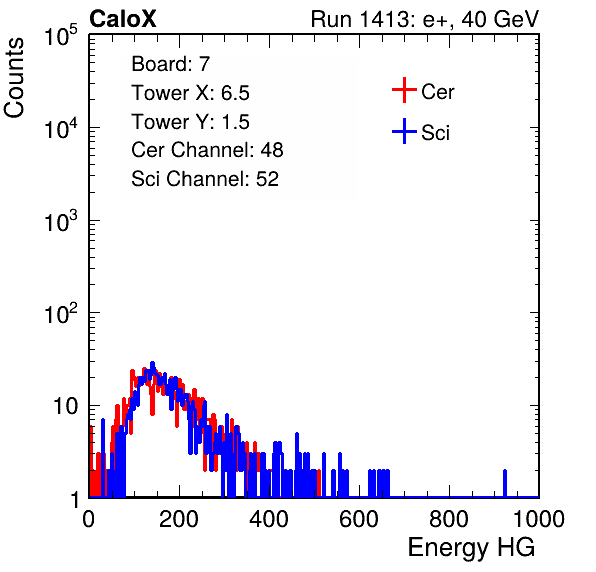 CaloX Run 1413: e+, 40 GeV
Counts
10^5
10^4
10^3
10^2
10
1
Board: 7
Tower X: 6.5
Tower Y: 1.5
Cer Channel: 48
Sci Channel: 52
Cer
Sci
0 200 400 600 800 1000
Energy HG